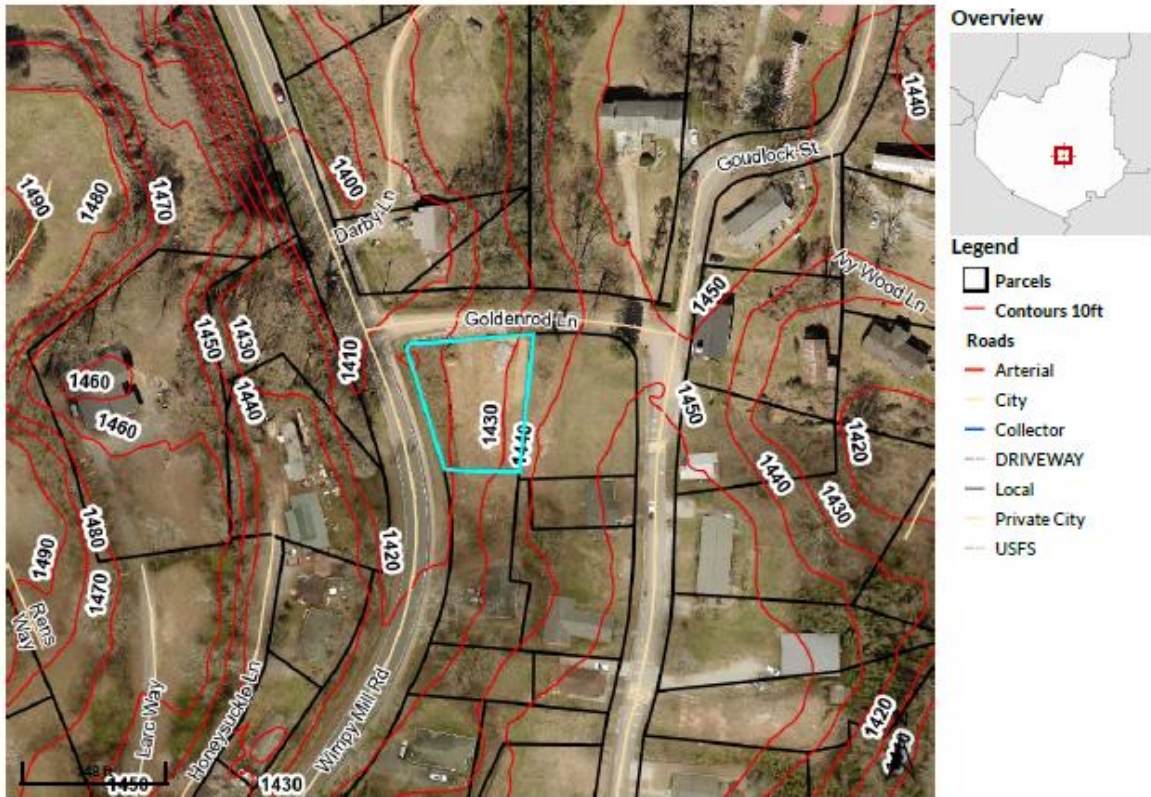 Overview
Legend
Parcels
Contours 10ft
Roads
Arterial
City
Collector
DRIVEWAY
Local
Private City
USFS
1440
Goudlock St
1490
1480
1470
1400
Darby Ln
Ivy Wood Ln
1450
Goldenrod Ln
1450
1430
1410
1460
1440
1460
1430
1440
1450
1420
1440
1480
1430
1420
1490
1470
Rens
Way
Larc Way
Honeysuckle Ln
Wimpy Mill Rd
1420
1450
1430